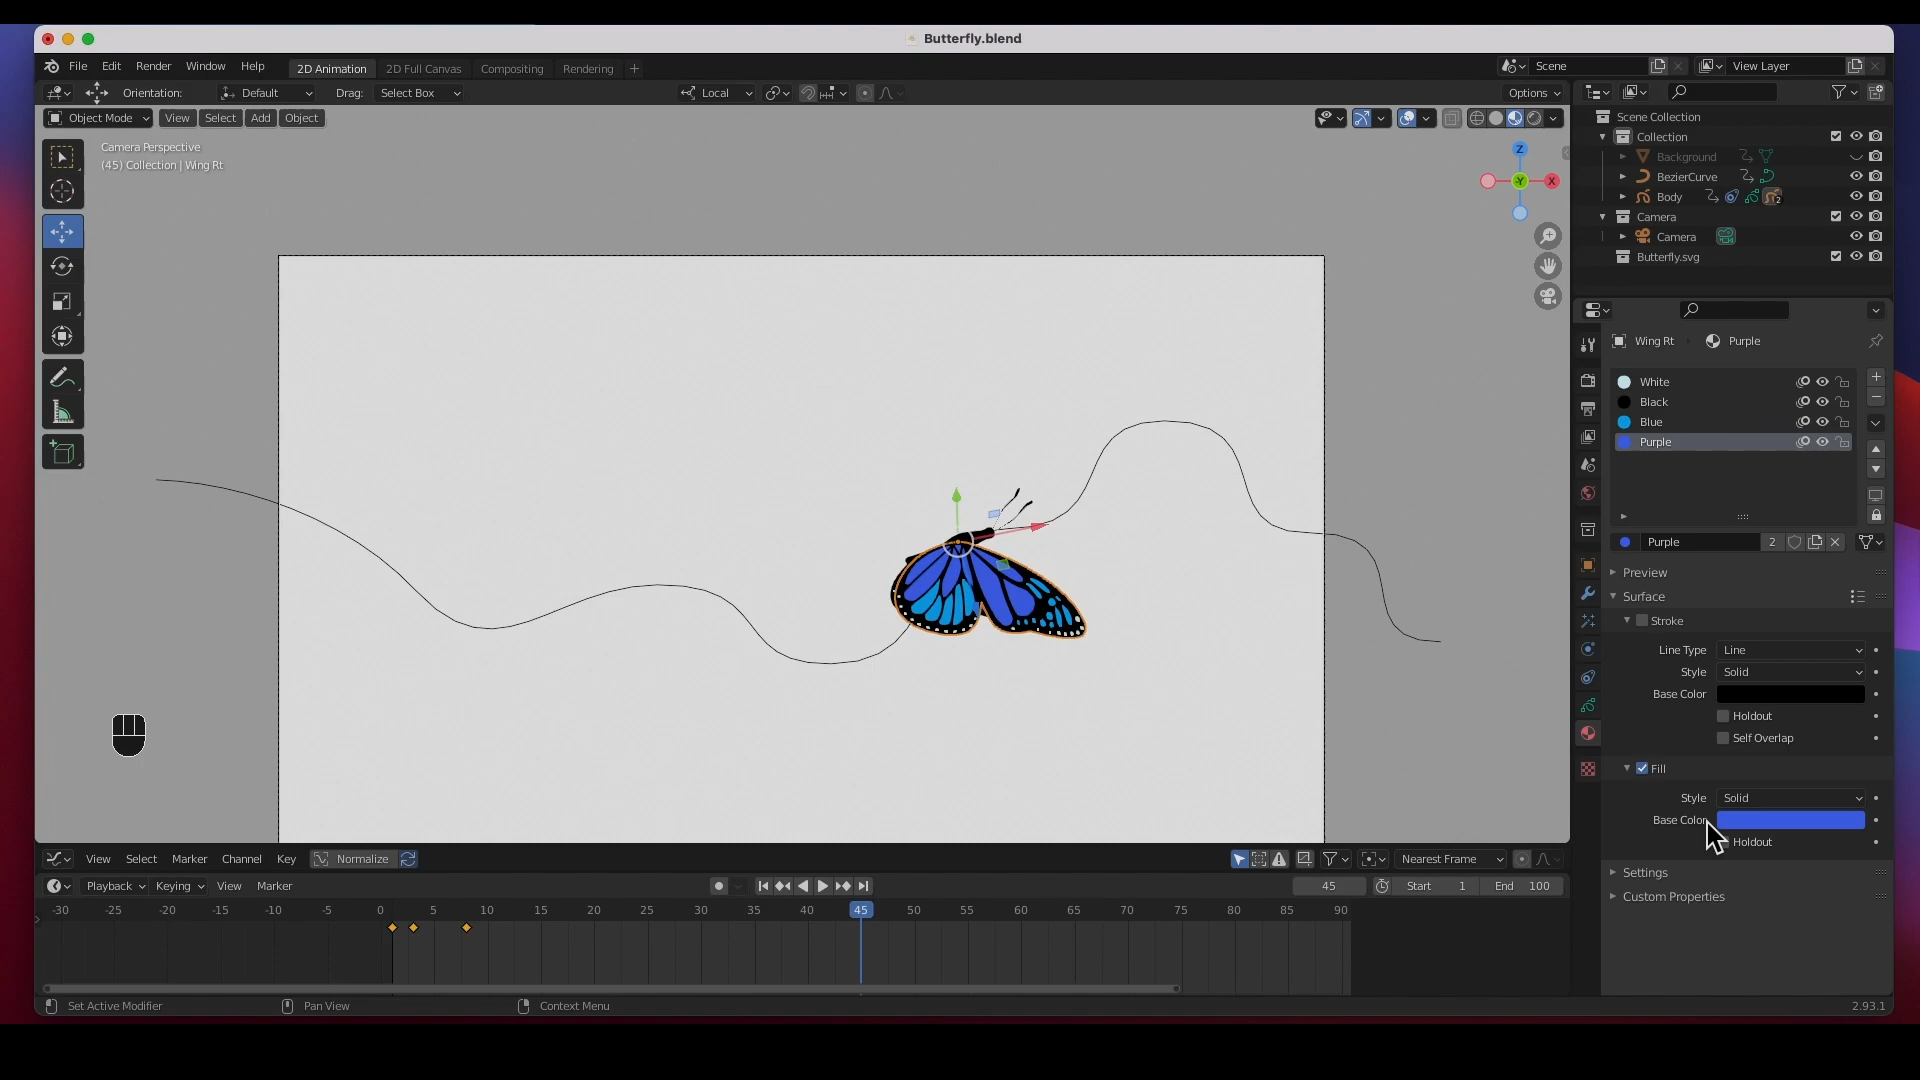 Butterfly.blend
File Edit Render Window Help 2D Animation 2D Full Canvas Compositing Rendering + Scene View Layer
Orientation: Default Drag: Select Box Local Options
Object Mode View Select Add Object
Camera Perspective
(45) Collection | Wing Rt
Z
Y X
Scene Collection
Collection
Background
BezierCurve
Body 2
Camera
Camera
Butterfly.svg
Wing Rt Purple
White
Black
Blue
Purple
Purple 2
Preview
Surface
Stroke
Line Type Line
Style Solid
Base Color
Holdout
Self Overlap
Fill
Style Solid
Base Color
Holdout
Settings
Custom Properties
View Select Marker Channel Key Normalize Nearest Frame
Playback Keying View Marker 45 Start 1 End 100
-30 -25 -20 -15 -10 -5 0 5 10 15 20 25 30 35 40 45 50 55 60 65 70 75 80 85 90
Set Active Modifier Pan View Context Menu 2.93.1